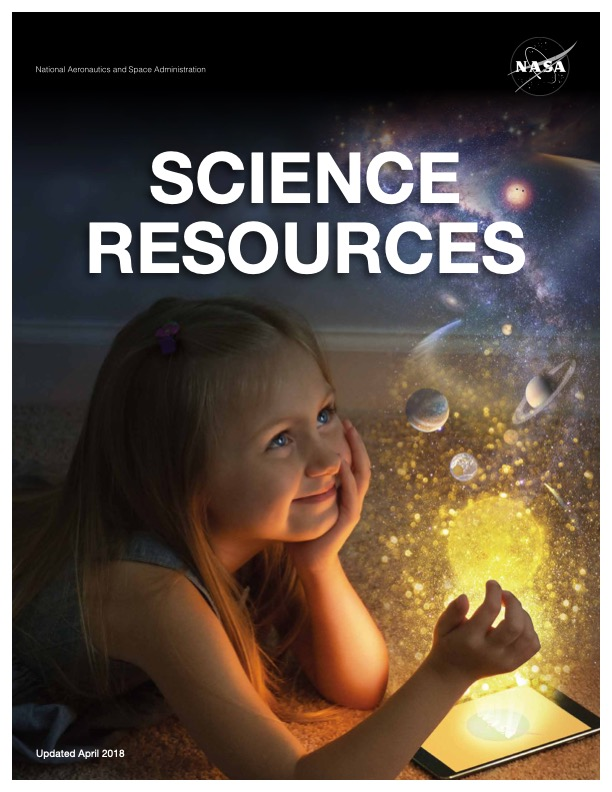 National Aeronautics and Space Administration
NASA
SCIENCE
RESOURCES
Updated April 2018